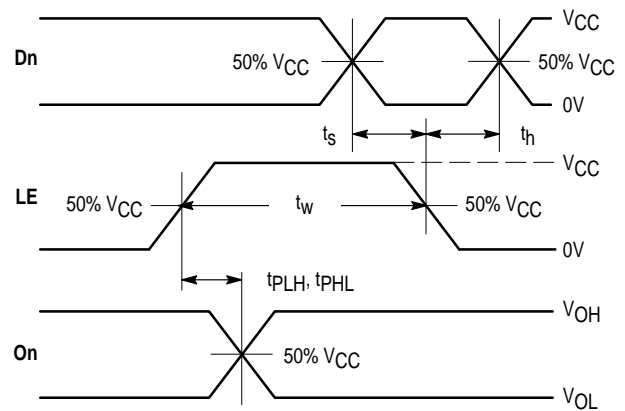 VCC
Dn
50% VCC
50% VCC
0V
ts
th
VCC
LE
50% VCC
tw
50% VCC
0V
tPLH, tPHL
VOH
On
50% VCC
VOL